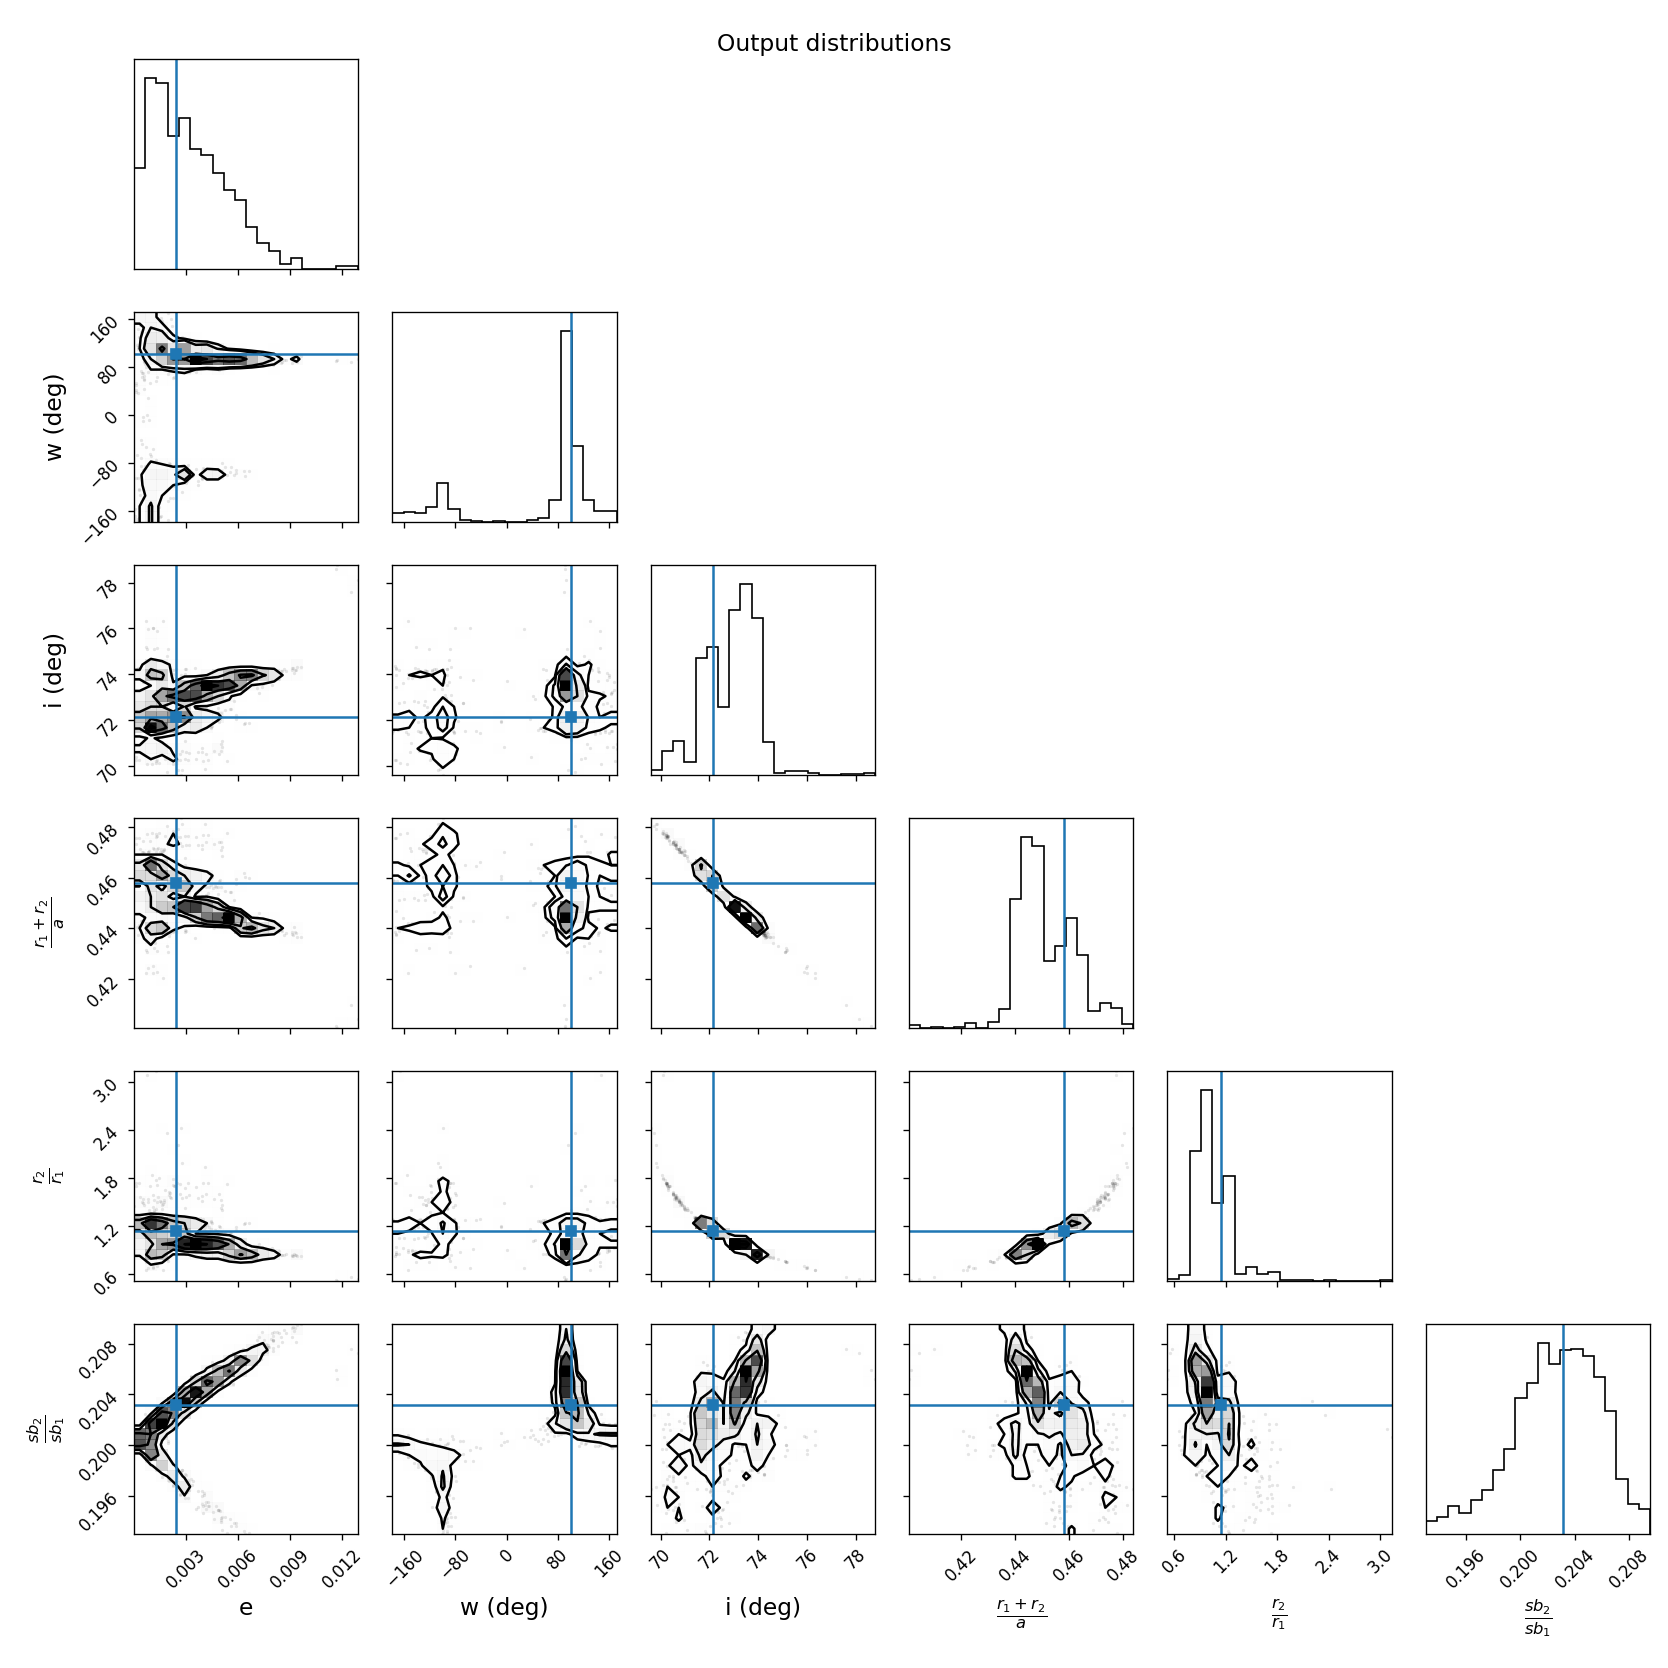 Output distributions
w (deg)
160
80
0
−80
−160
i (deg)
78
76
74
72
70
r₁ + r₂
a
0.48
0.46
0.44
0.42
r₂
r₁
3.0
2.4
1.8
1.2
0.6
sb₂
sb₁
0.208
0.204
0.200
0.196
0.003 0.006 0.009 0.012
−160 −80 0 80 160
70 72 74 76 78
0.42 0.44 0.46 0.48
0.6 1.2 1.8 2.4 3.0
0.196 0.200 0.204 0.208
e
w (deg)
i (deg)
r₁ + r₂
a
r₂
r₁
sb₂
sb₁